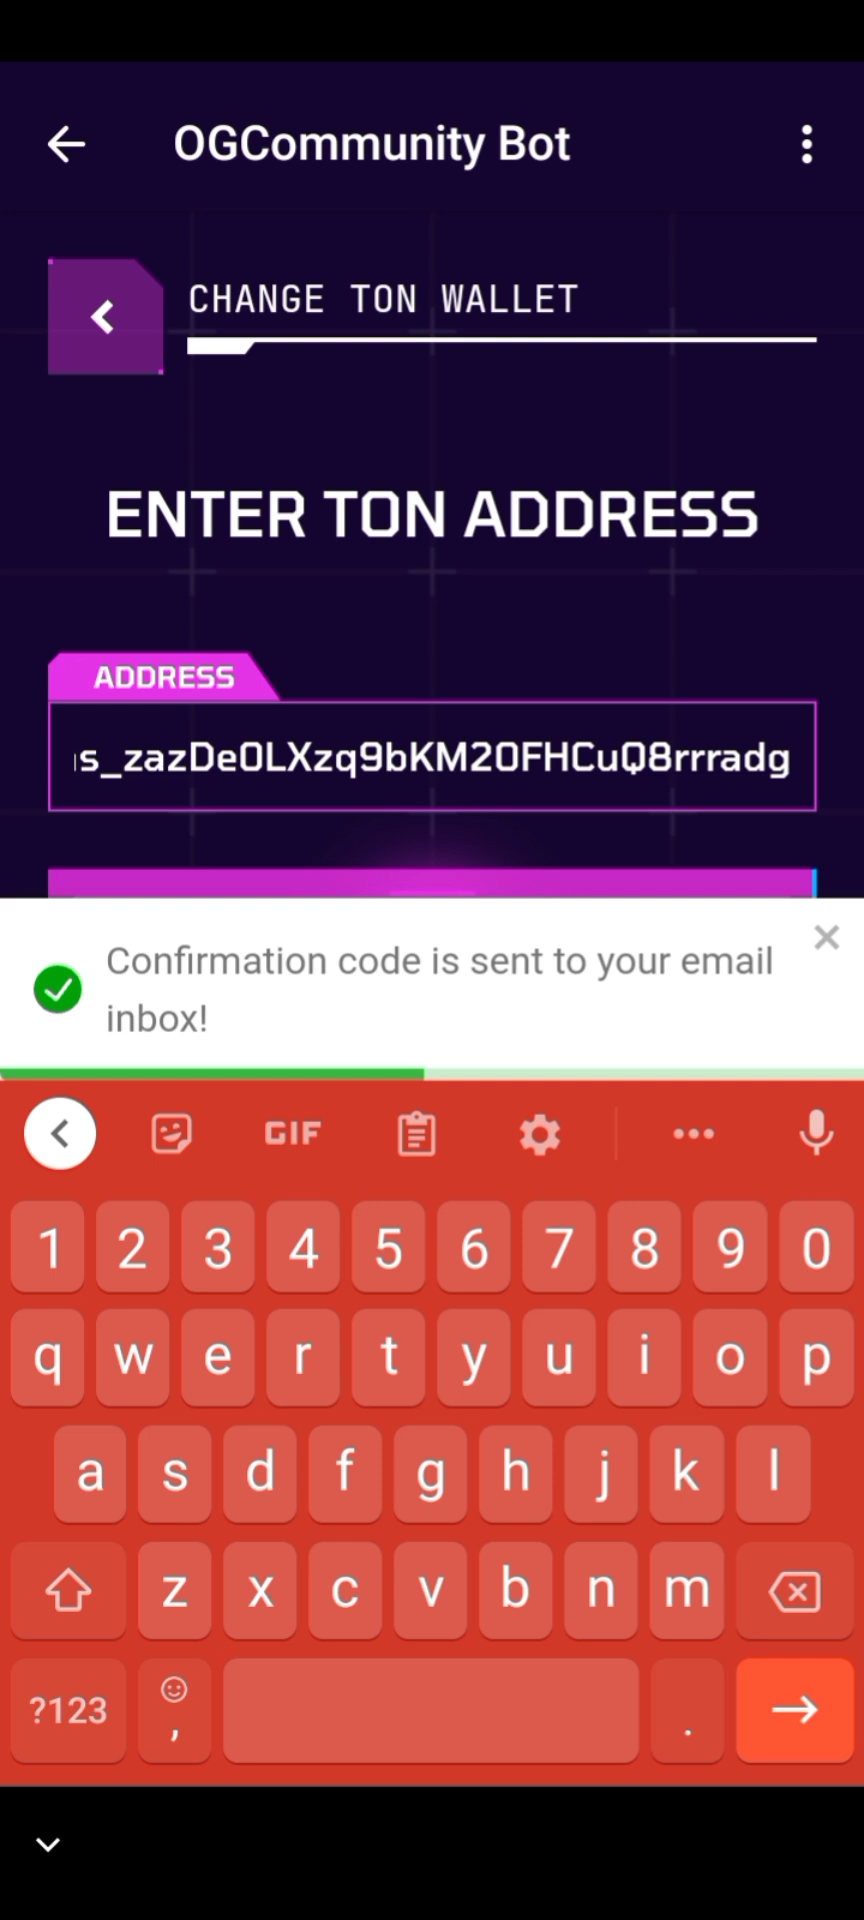 OGCommunity Bot
CHANGE TON WALLET
ENTER TON ADDRESS
ADDRESS
s_zazDe0LXzq9bKM20FHCuQ8rrradg
Confirmation code is sent to your email
inbox!
GIF
1 2 3 4 5 6 7 8 9 0
q w e r t y u i o p
a s d f g h j k l
z x c v b n m
?123 , .